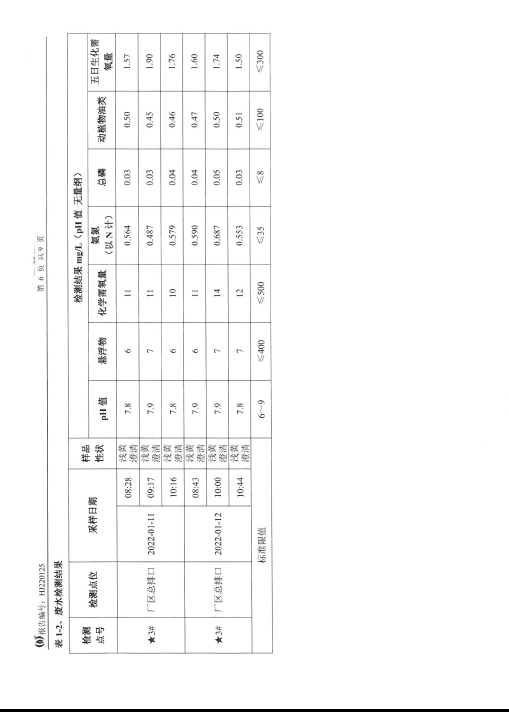 报告编号: HJ220125
第 6 页 共 9 页
表 1-2、废水检测结果
检测点号 检测点位 采样日期 样品性状 检测结果 mg/L（pH 值 无量纲）
pH 值 悬浮物 化学需氧量 氨氮（以 N 计） 总磷 动植物油类 五日生化需氧量
★3# 厂区总排口 2022-01-11 08:28 浅黄澄清 7.8 6 11 0.564 0.03 0.50 1.57
09:17 浅黄澄清 7.9 7 11 0.487 0.03 0.45 1.90
10:16 浅黄澄清 7.8 6 10 0.579 0.04 0.46 1.76
★3# 厂区总排口 2022-01-12 08:43 浅黄澄清 7.9 6 11 0.590 0.04 0.47 1.60
10:00 浅黄澄清 7.9 7 14 0.687 0.05 0.50 1.74
10:44 浅黄澄清 7.8 7 12 0.553 0.03 0.51 1.50
标准限值 6～9 ≤400 ≤500 ≤35 ≤8 ≤100 ≤300